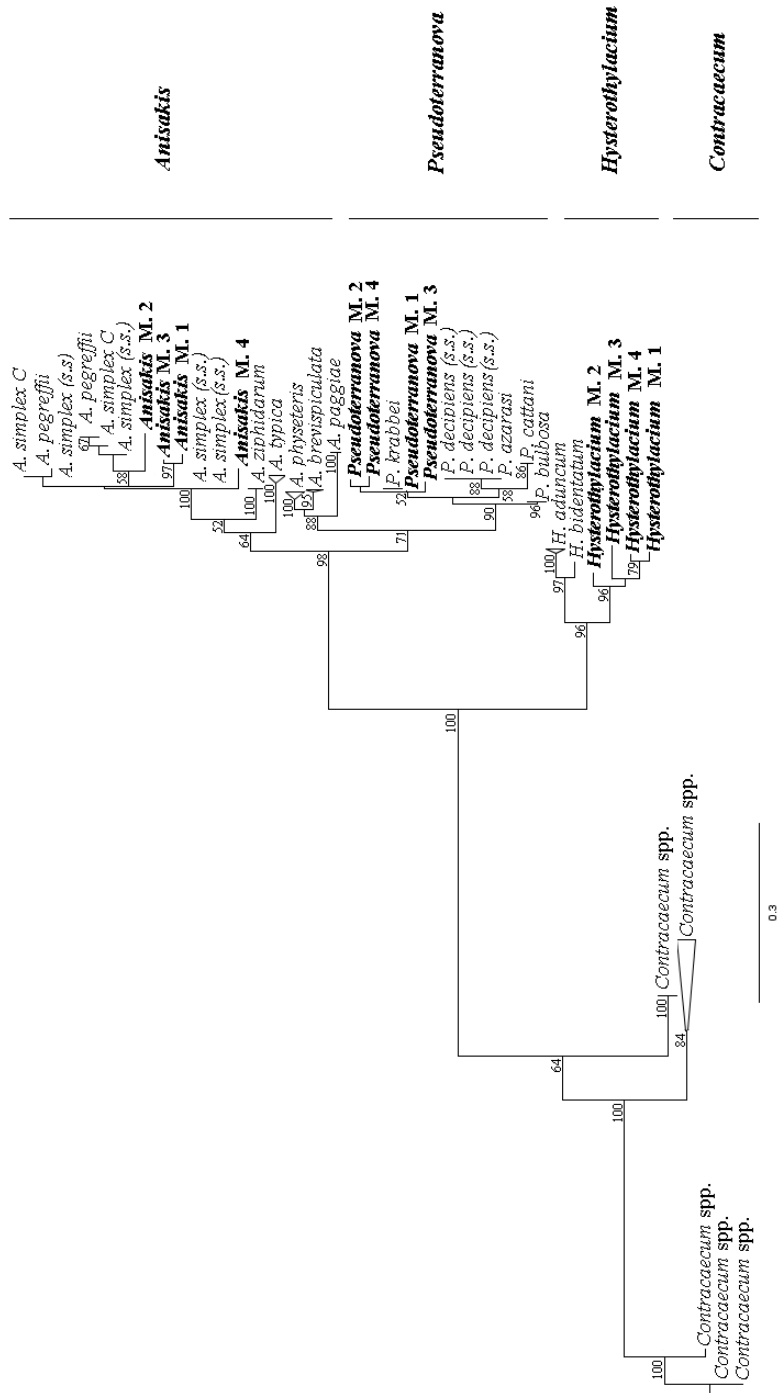 Anisakis
Pseudoterranova
Hysterothylacium
Contracaecum
A. simplex C
A. pegreffii
A. simplex (s.s)
A. pegreffii
67
A. simplex C
A. simplex (s.s.)
58
Anisakis M. 2
Anisakis M. 3
97
Anisakis M. 1
A. simplex (s.s.)
100
A. simplex (s.s.)
Anisakis M. 4
52
100
A. ziphidarum
64
100
A. typica
100
A. physeteris
95
A. brevispiculata
88
100
A. paggiae
98
Pseudoterranova M. 2
Pseudoterranova M. 4
P. krabbei
52
Pseudoterranova M. 1
71
Pseudoterranova M. 3
P. decipiens (s.s.)
P. decipiens (s.s.)
88
P. decipiens (s.s.)
90
58
P. azarasi
86
P. cattani
96
P. bulbosa
100
100
H. aduncum
97
H. bidentatum
96
Hysterothylacium M. 2
96
Hysterothylacium M. 3
79
Hysterothylacium M. 4
Hysterothylacium M. 1
64
100
Contracaecum spp.
84
Contracaecum spp.
100
100
Contracaecum spp.
Contracaecum spp.
Contracaecum spp.
0.3